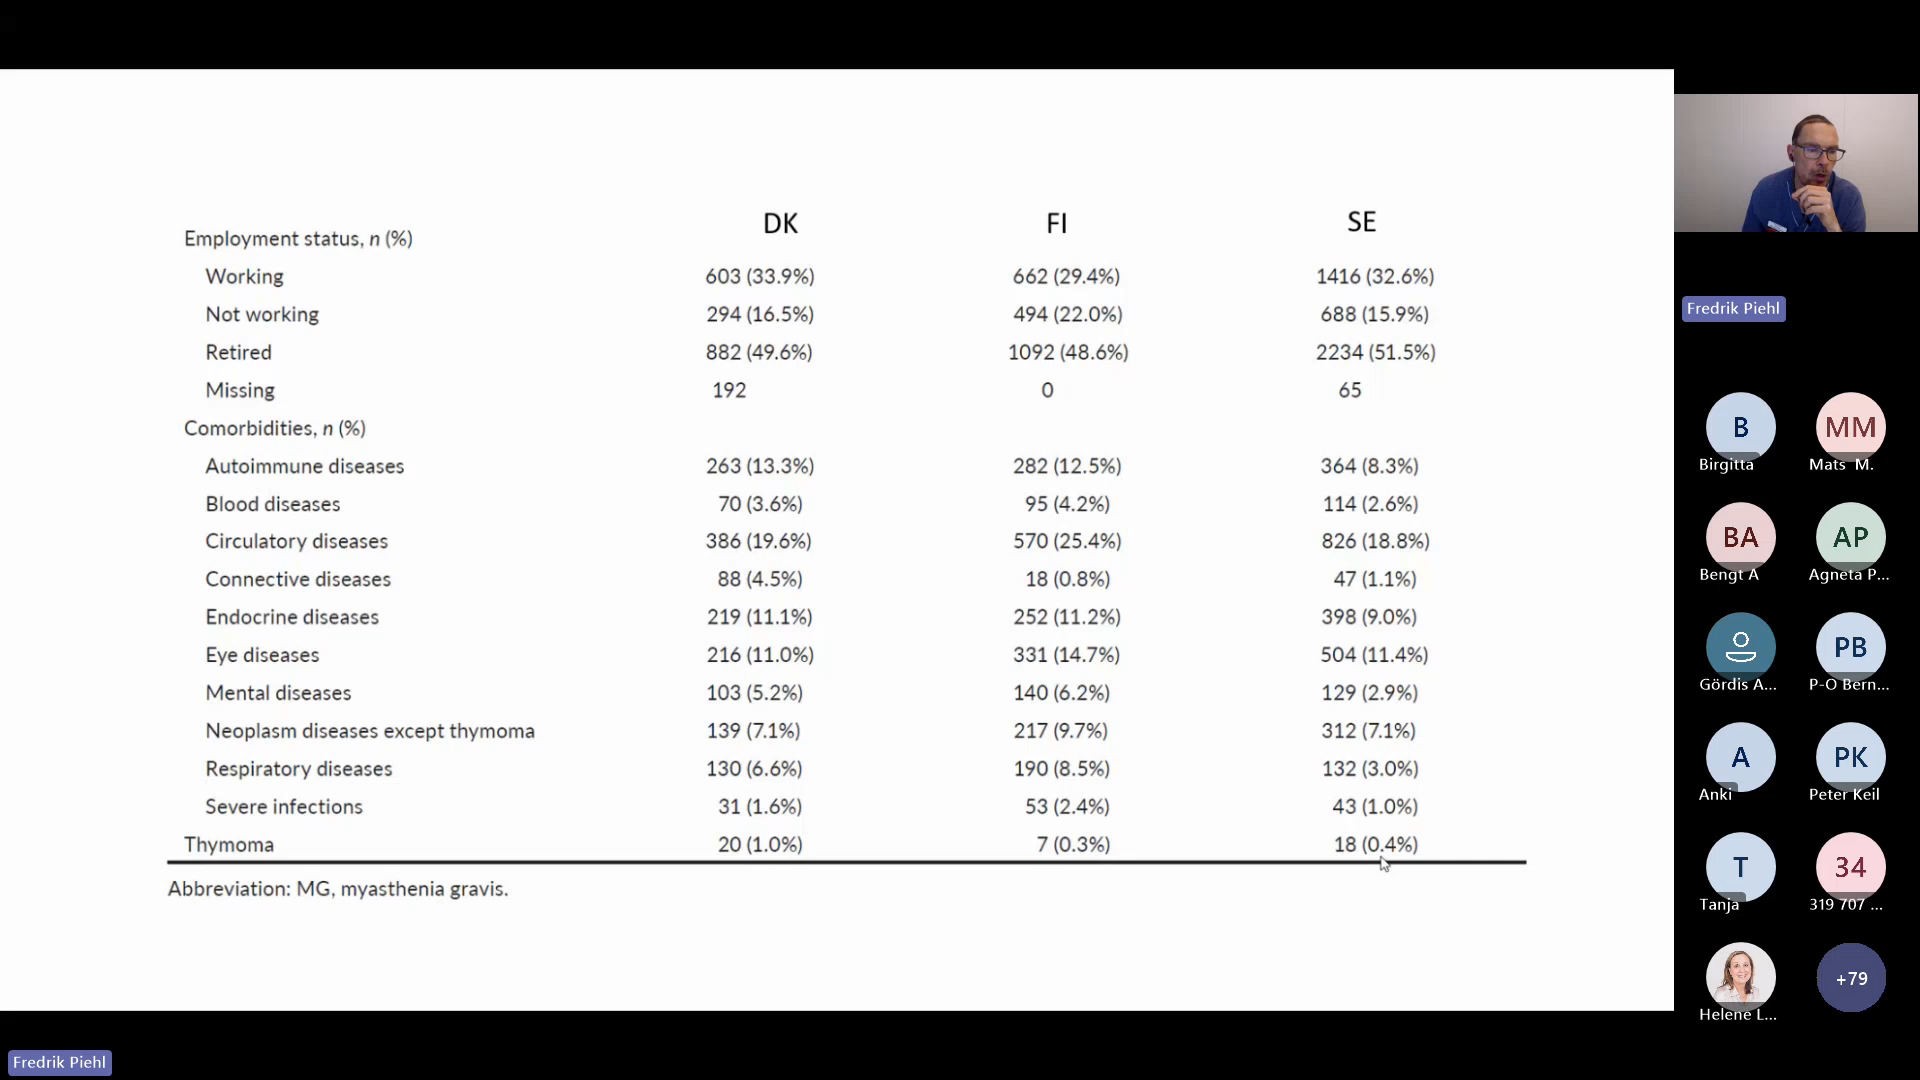 DK FI SE
Employment status, n (%)
Working 603 (33.9%) 662 (29.4%) 1416 (32.6%)
Not working 294 (16.5%) 494 (22.0%) 688 (15.9%)
Retired 882 (49.6%) 1092 (48.6%) 2234 (51.5%)
Missing 192 0 65
Comorbidities, n (%)
Autoimmune diseases 263 (13.3%) 282 (12.5%) 364 (8.3%)
Blood diseases 70 (3.6%) 95 (4.2%) 114 (2.6%)
Circulatory diseases 386 (19.6%) 570 (25.4%) 826 (18.8%)
Connective diseases 88 (4.5%) 18 (0.8%) 47 (1.1%)
Endocrine diseases 219 (11.1%) 252 (11.2%) 398 (9.0%)
Eye diseases 216 (11.0%) 331 (14.7%) 504 (11.4%)
Mental diseases 103 (5.2%) 140 (6.2%) 129 (2.9%)
Neoplasm diseases except thymoma 139 (7.1%) 217 (9.7%) 312 (7.1%)
Respiratory diseases 130 (6.6%) 190 (8.5%) 132 (3.0%)
Severe infections 31 (1.6%) 53 (2.4%) 43 (1.0%)
Thymoma 20 (1.0%) 7 (0.3%) 18 (0.4%)
Abbreviation: MG, myasthenia gravis.
Fredrik Piehl
B MM
Birgitta Mats M.
BA AP
Bengt A Agneta P...
PB
Gördis A... P-O Bern...
A PK
Anki Peter Keil
T 34
Tanja 319 707 ...
+79
Helene L...
Fredrik Piehl